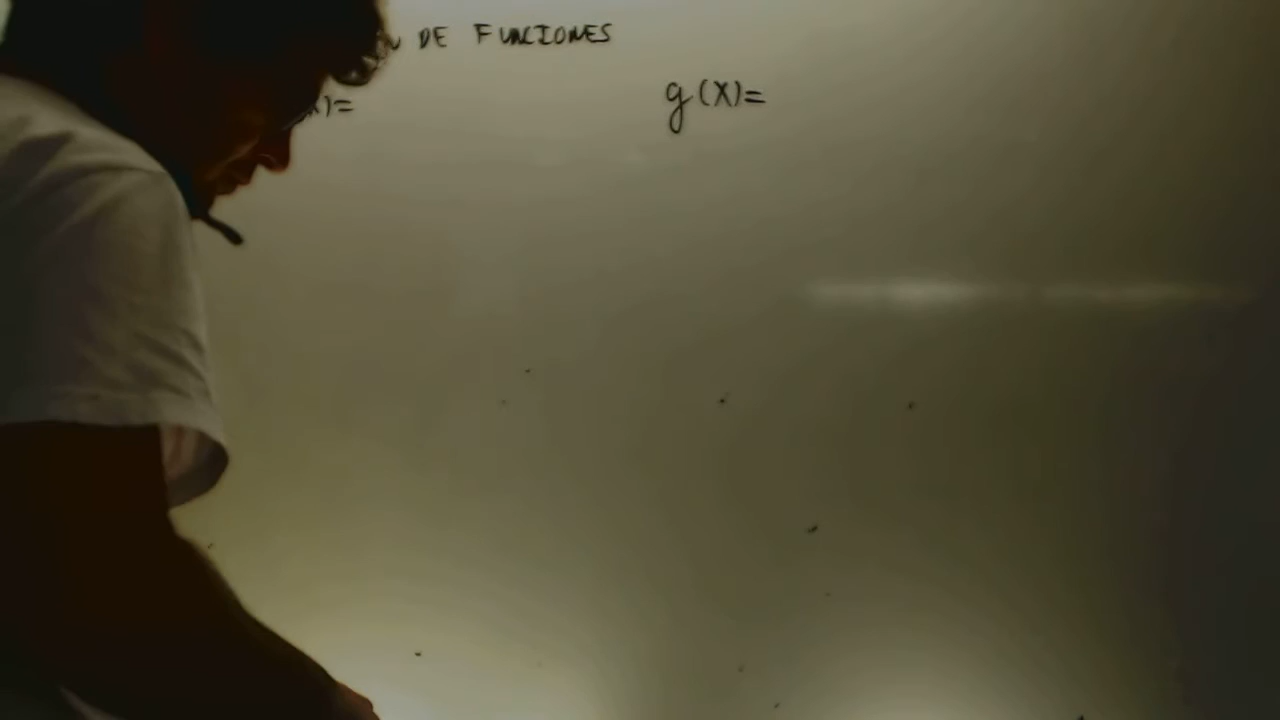 DE FUNCIONES
x)=
g(x)=